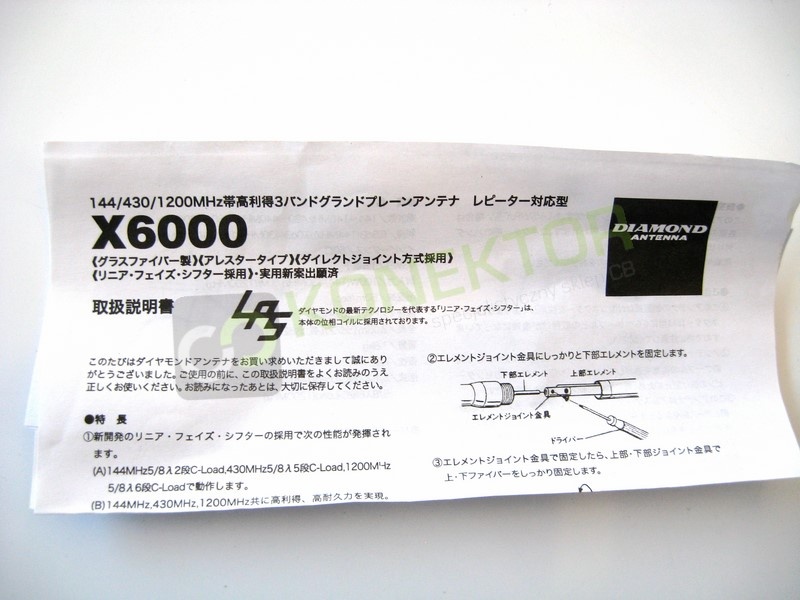 144/430/1200MHz帯高利得3バンドグランドプレーンアンテナ レピーター対応型
X6000
《グラスファイバー製》《アレスタータイプ》《ダイレクトジョイント方式採用》
《リニア・フェイズ・シフター採用》・実用新案出願済
DIAMOND
ANTENNA
取扱説明書
LPS
ダイヤモンドの最新テクノロジーを代表する「リニア・フェイズ・シフター」は、
本体の位相コイルに採用されております。
このたびはダイヤモンドアンテナをお買い求めいただきまして誠にあり
がとうございました。ご使用の前に、この取扱説明書をよくお読みのうえ
正しくお使いください。お読みになったあとは、大切に保存してください。
●特 長
①新開発のリニア・フェイズ・シフターの採用で次の性能が発揮され
ます。
(A)144MHz5/8λ2段C-Load,430MHz5/8λ5段C-Load,1200MHz
5/8λ6段C-Loadで動作します。
(B)144MHz,430MHz,1200MHz共に高利得、高耐久力を実現。
②エレメントジョイント金具にしっかりと下部エレメントを固定します。
下部エレメント
上部エレメント
エレメントジョイント金具
ドライバー
③エレメントジョイント金具で固定したら、上部・下部ジョイント金具で
上・下ファイバーをしっかり固定します。
KONEKTOR